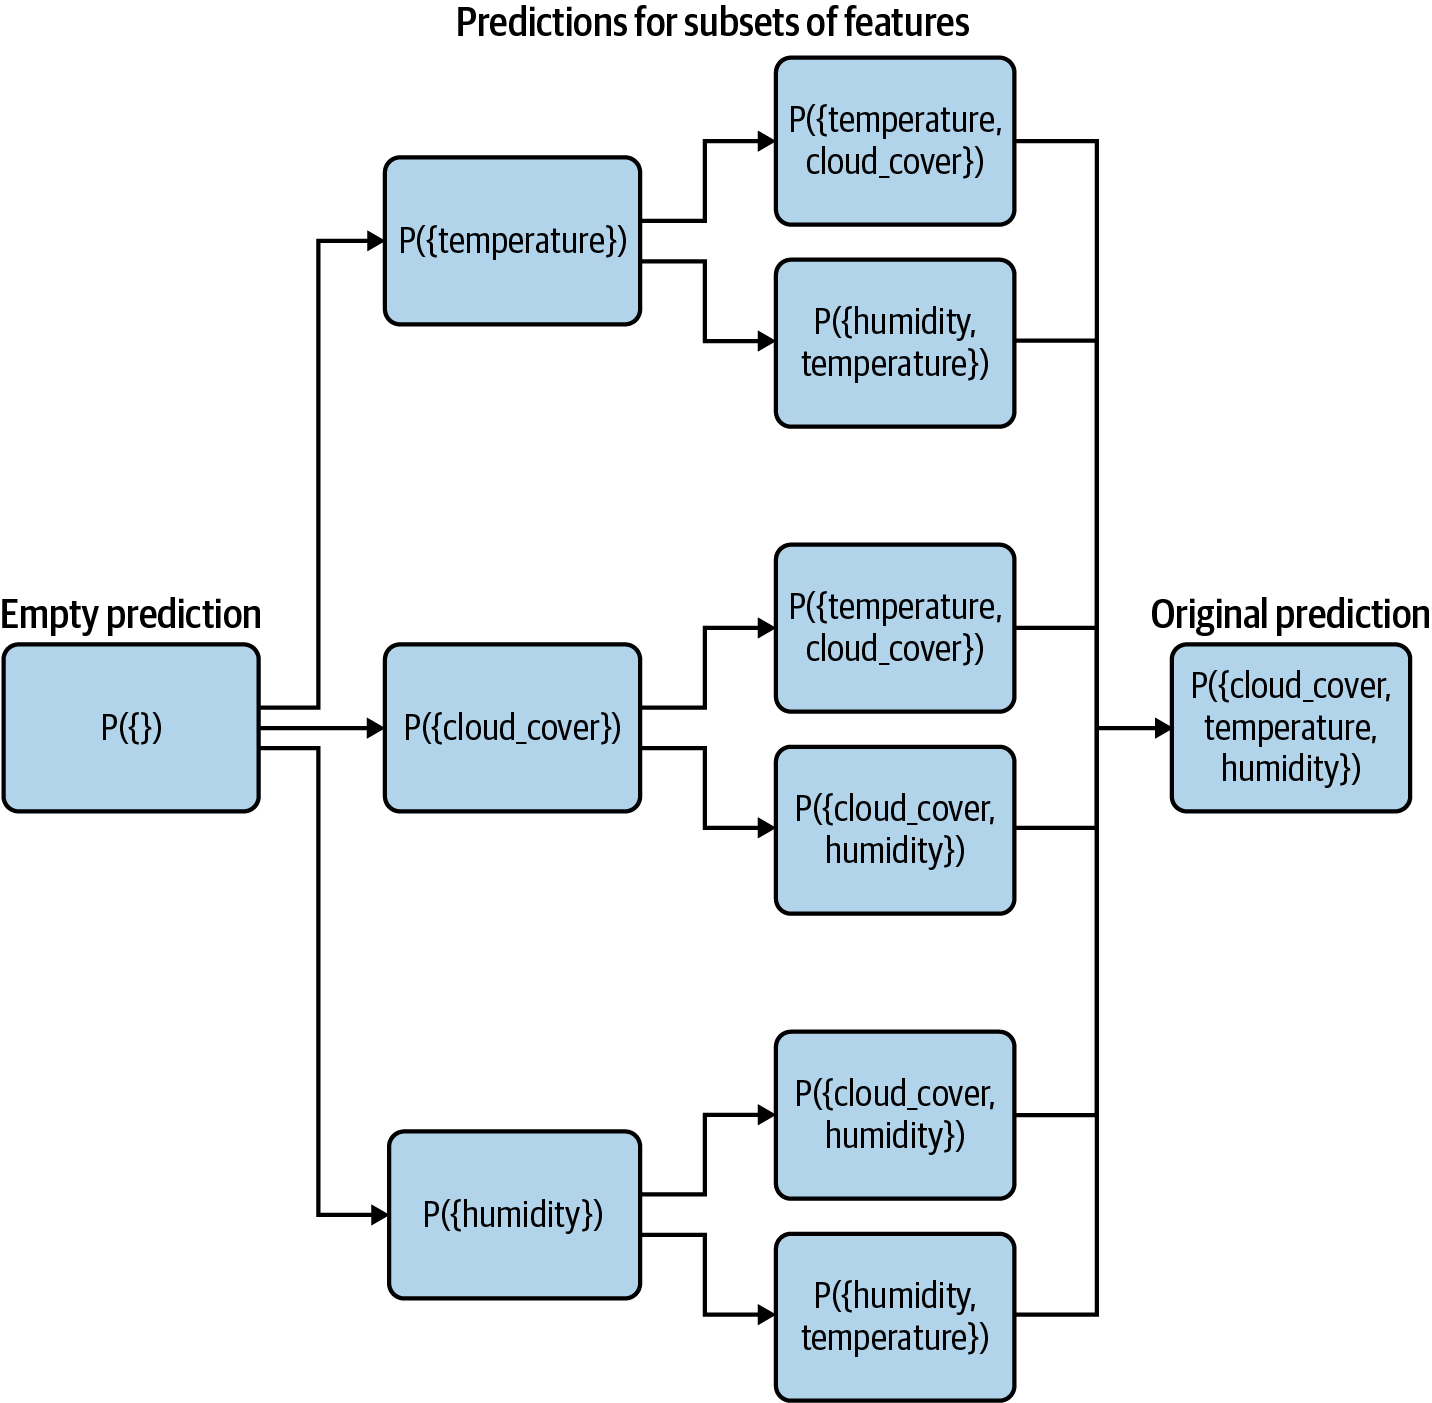 Predictions for subsets of features
P({temperature,
cloud_cover})
P({temperature})
P({humidity,
temperature})
Empty prediction
P({})
P({cloud_cover})
P({temperature,
cloud_cover})
P({cloud_cover,
humidity})
Original prediction
P({cloud_cover,
temperature,
humidity})
P({humidity})
P({cloud_cover,
humidity})
P({humidity,
temperature})